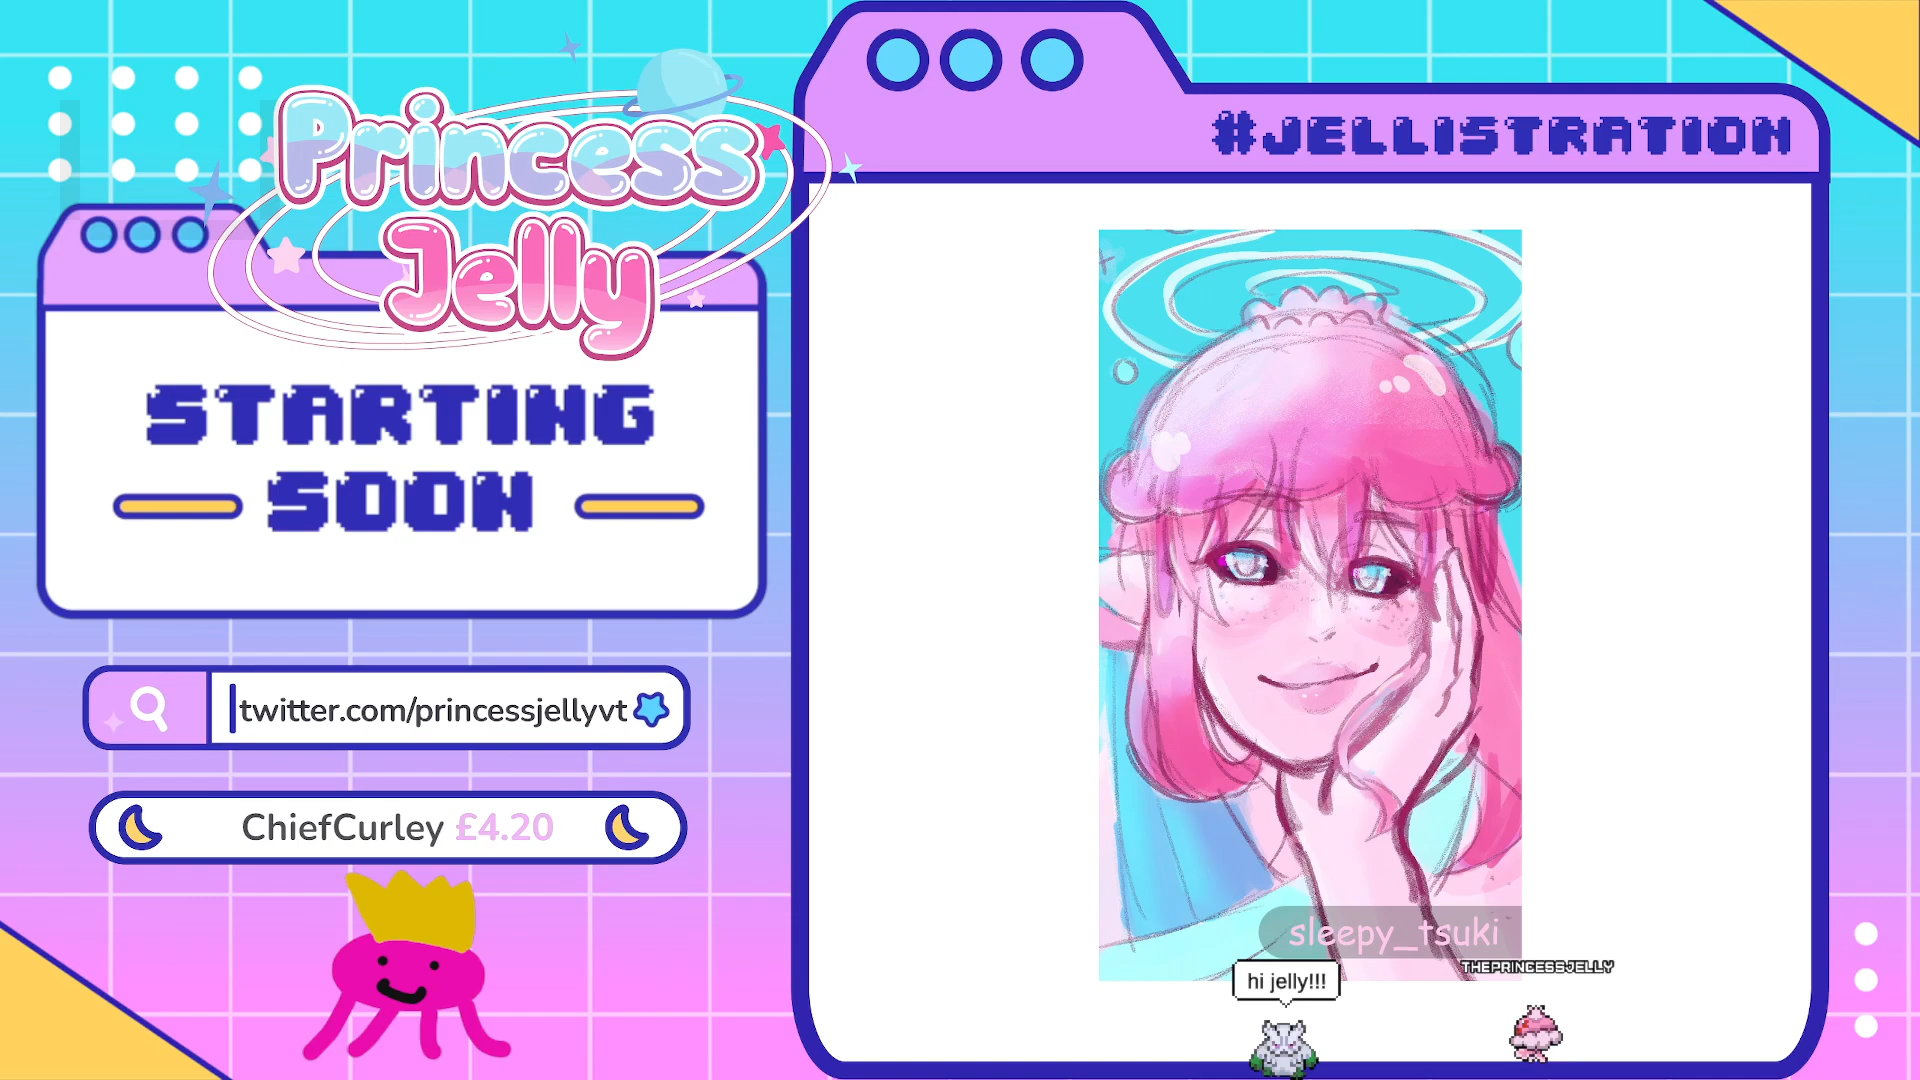 Princess
Jelly
#JELLISTRATION
STARTING
SOON
twitter.com/princessjellyvt
ChiefCurley £4.20
sleepy_tsuki
THEPRINCESSJELLY
hi jelly!!!